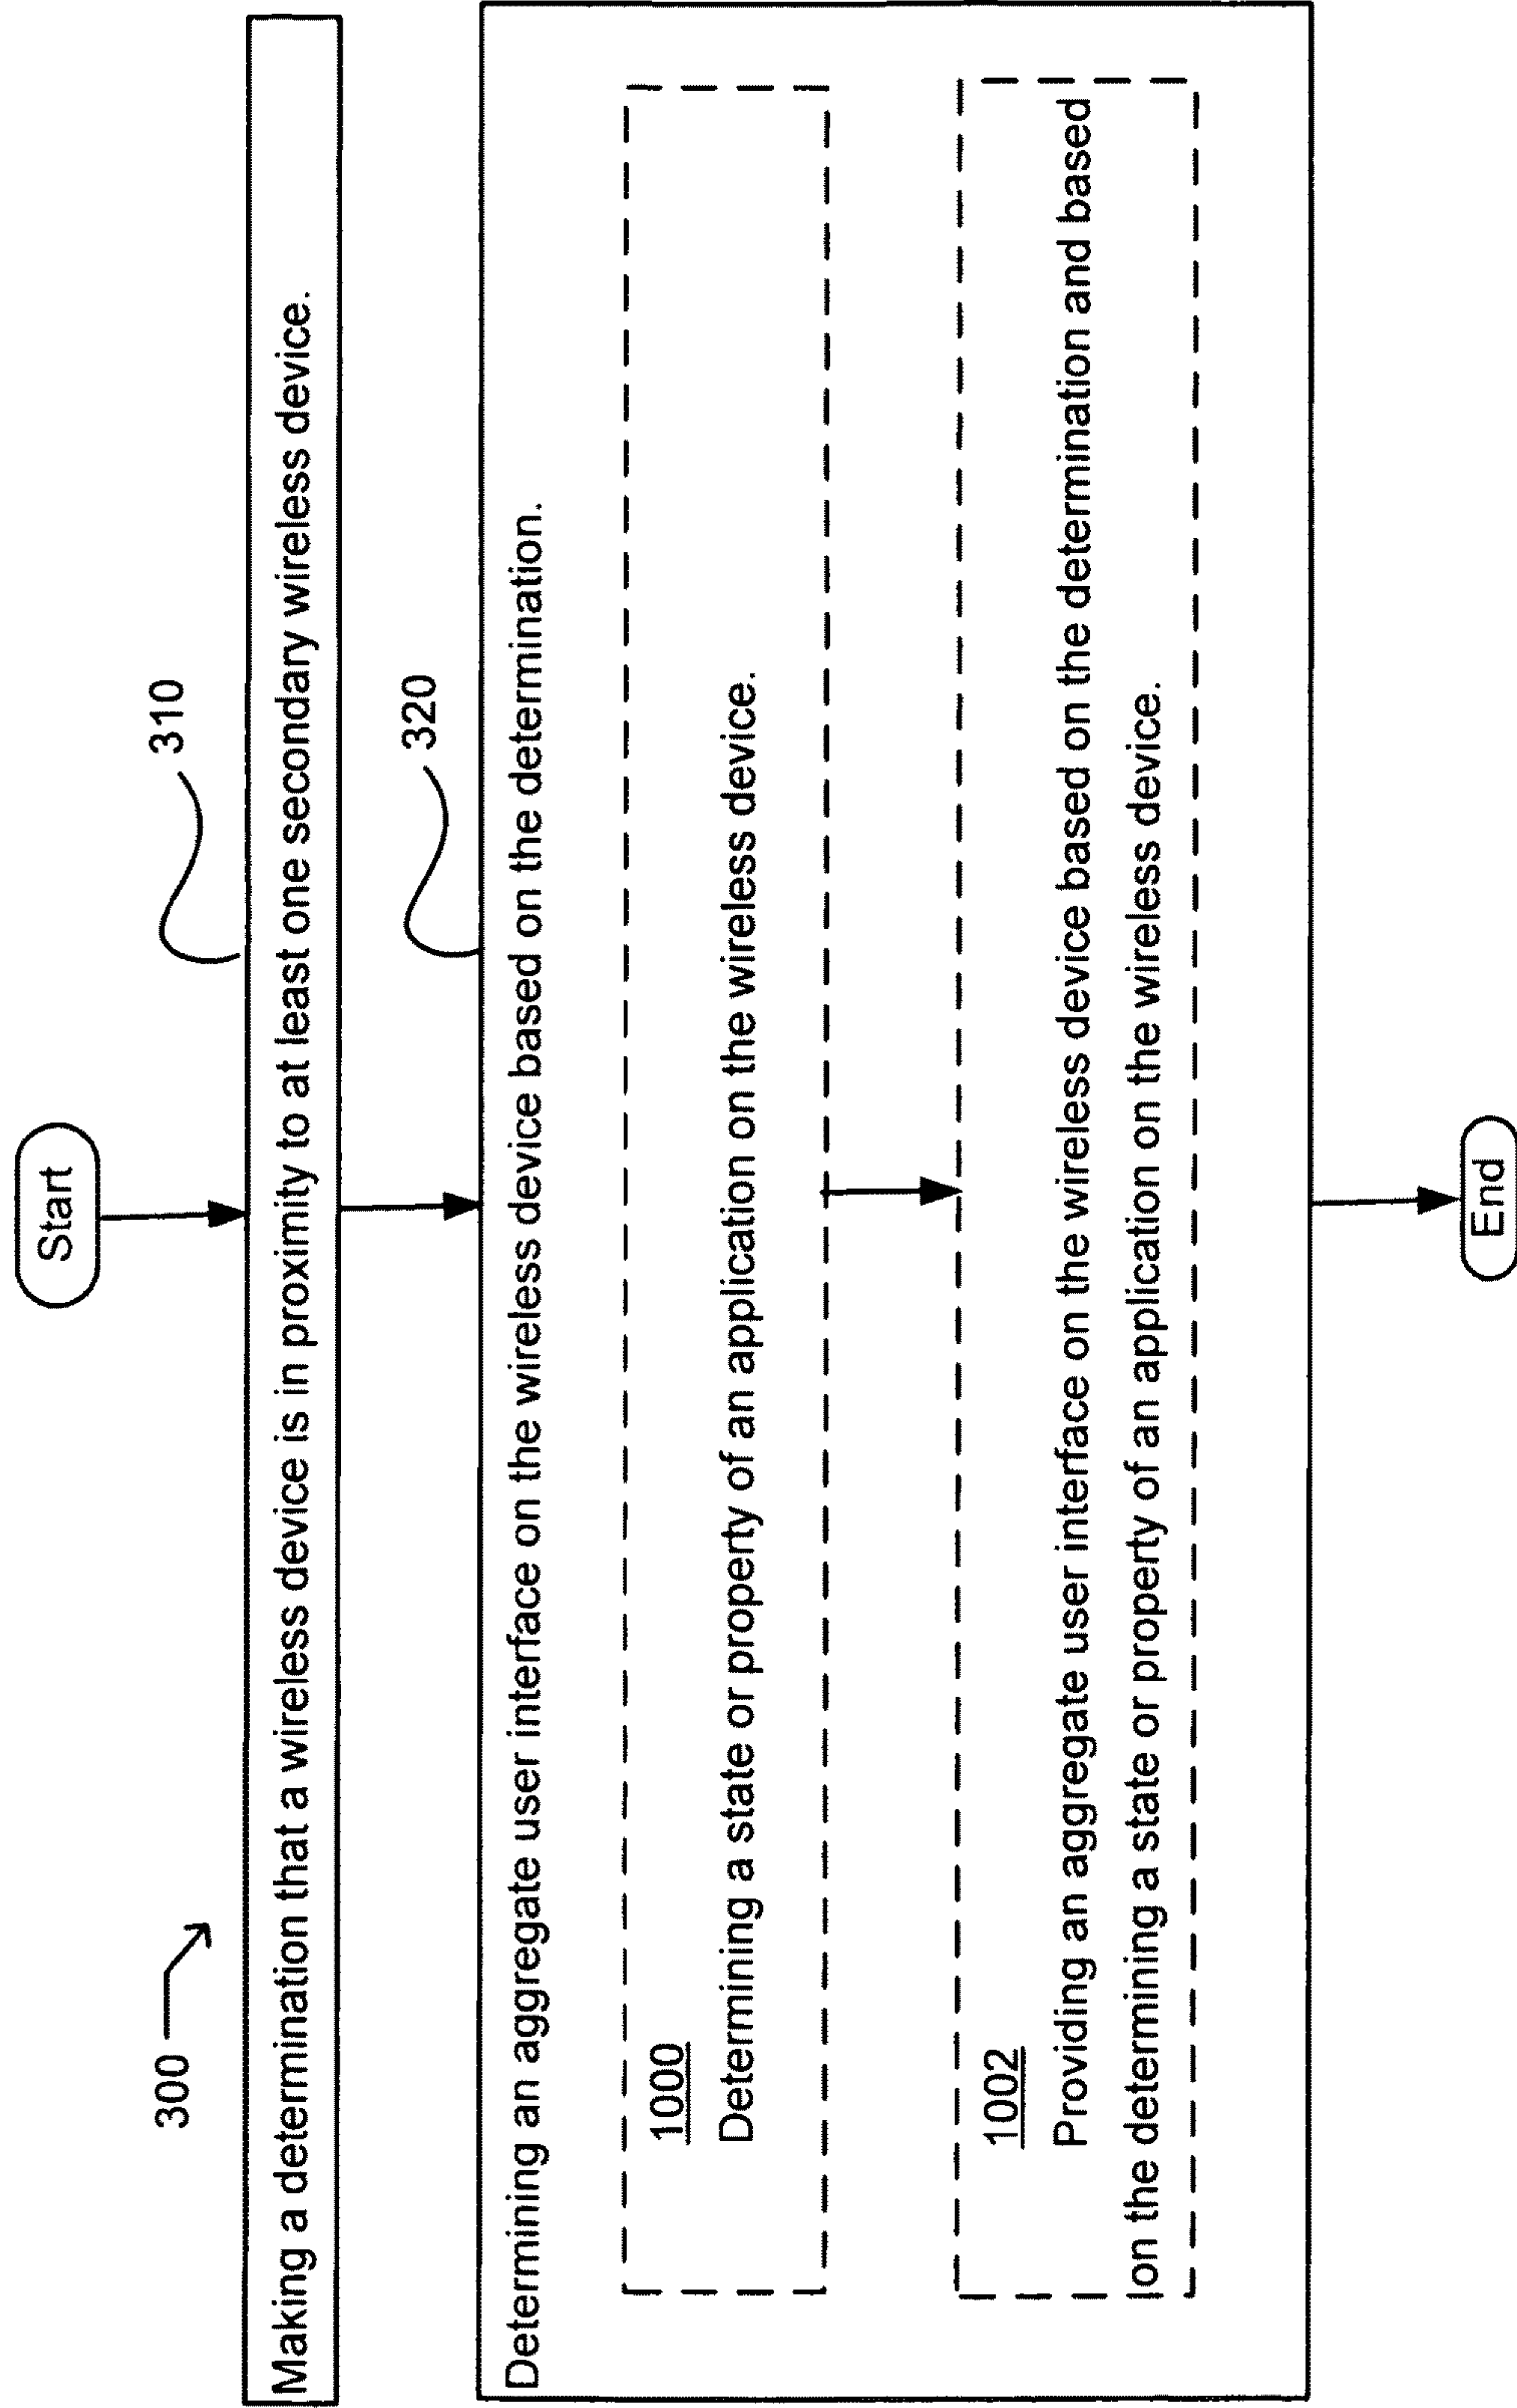 Start
300
310
Making a determination that a wireless device is in proximity to at least one secondary wireless device.
320
Determining an aggregate user interface on the wireless device based on the determination.
1000
Determining a state or property of an application on the wireless device.
1002
Providing an aggregate user interface on the wireless device based on the determination and based
on the determining a state or property of an application on the wireless device.
End